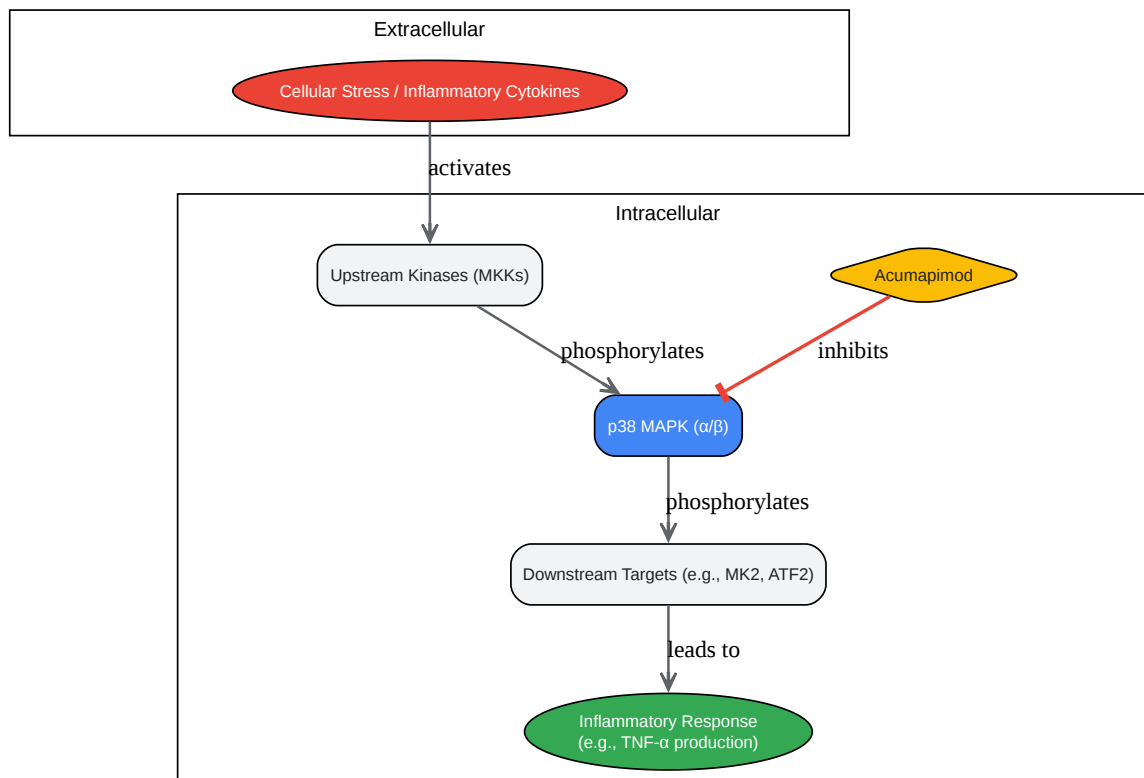 Extracellular
Cellular Stress / Inflammatory Cytokines
activates
Intracellular
Upstream Kinases (MKKs)
Acumapimod
phosphorylates
inhibits
p38 MAPK (α/β)
phosphorylates
Downstream Targets (e.g., MK2, ATF2)
leads to
Inflammatory Response
(e.g., TNF-α production)